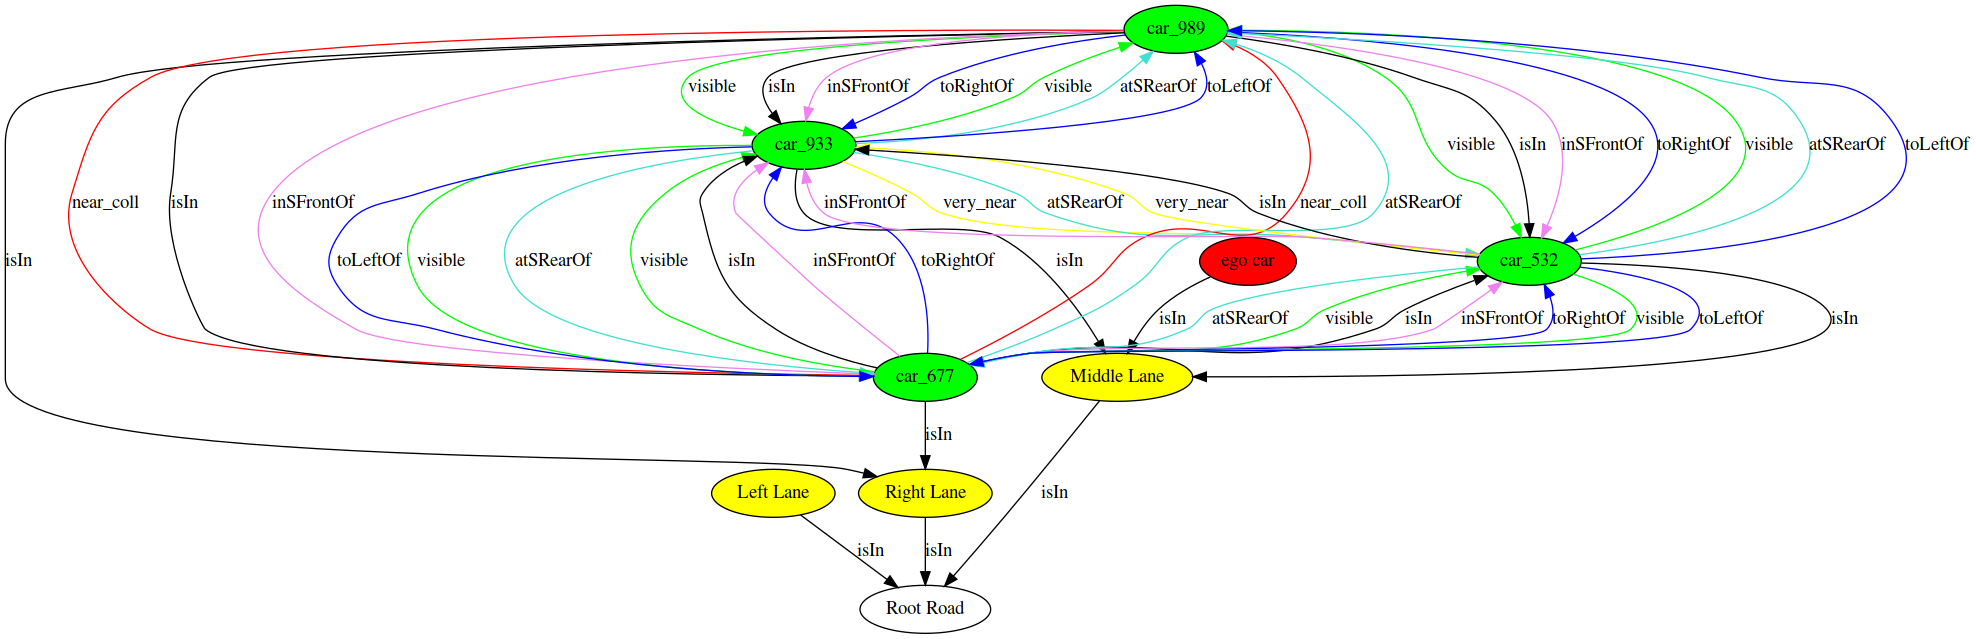 car_989
visible
isIn
inSFrontOf
toRightOf
visible
atSRearOf
toLeftOf
car_933
visible
isIn
inSFrontOf
toRightOf
visible
atSRearOf
toLeftOf
near_coll
isIn
inSFrontOf
inSFrontOf
very_near
atSRearOf
very_near
isIn
near_coll
atSRearOf
isIn
toLeftOf
visible
atSRearOf
visible
isIn
inSFrontOf
toRightOf
isIn
ego car
car_532
isIn
atSRearOf
visible
isIn
inSFrontOf
toRightOf
visible
toLeftOf
isIn
car_677
Middle Lane
isIn
Left Lane
Right Lane
isIn
isIn
isIn
Root Road